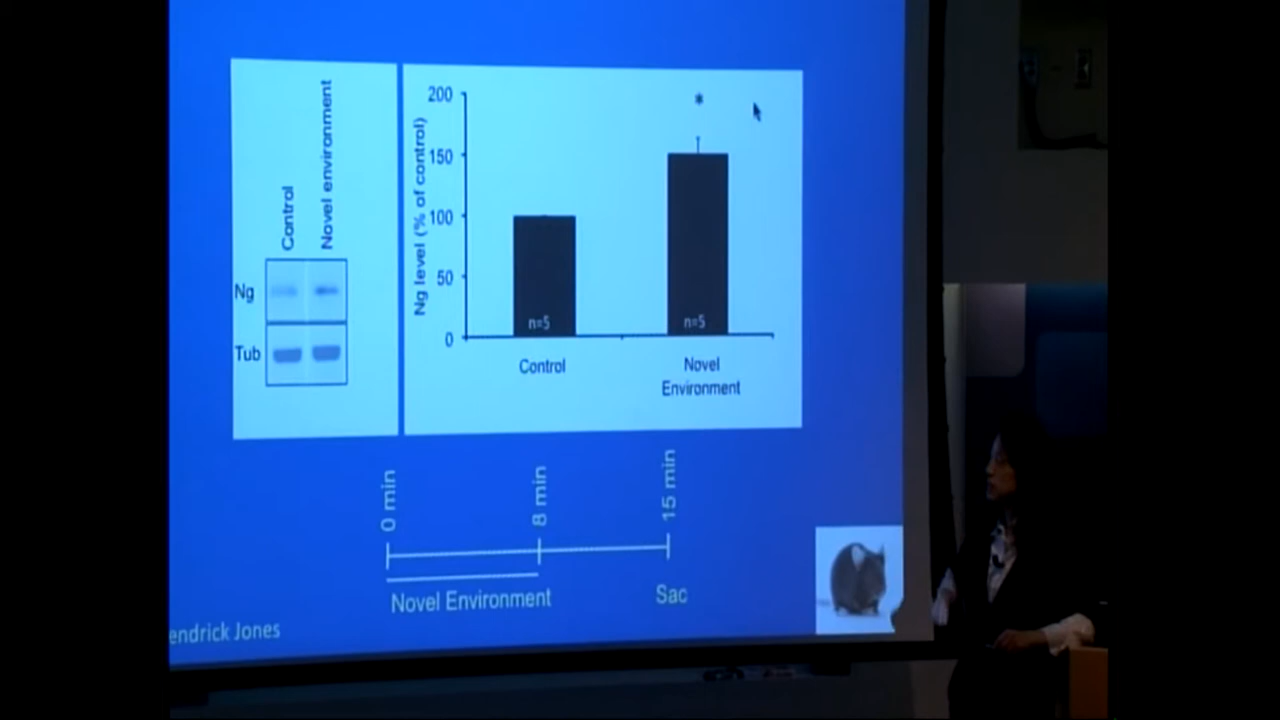 Control
Novel environment
Ng
Tub
Ng level (% of control)
200
150
100
50
0
*
n=5
n=5
Control
Novel
Environment
0 min
8 min
15 min
Novel Environment
Sac
endrick Jones